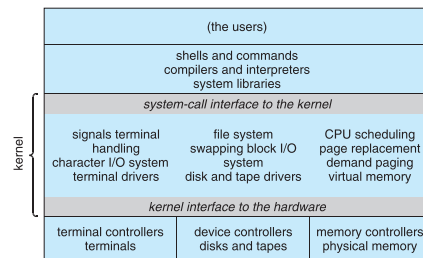 (the users)
shells and commands
compilers and interpreters
system libraries
system-call interface to the kernel
kernel
signals terminal
handling
character I/O system
terminal drivers
file system
swapping block I/O
system
disk and tape drivers
CPU scheduling
page replacement
demand paging
virtual memory
kernel interface to the hardware
terminal controllers
terminals
device controllers
disks and tapes
memory controllers
physical memory